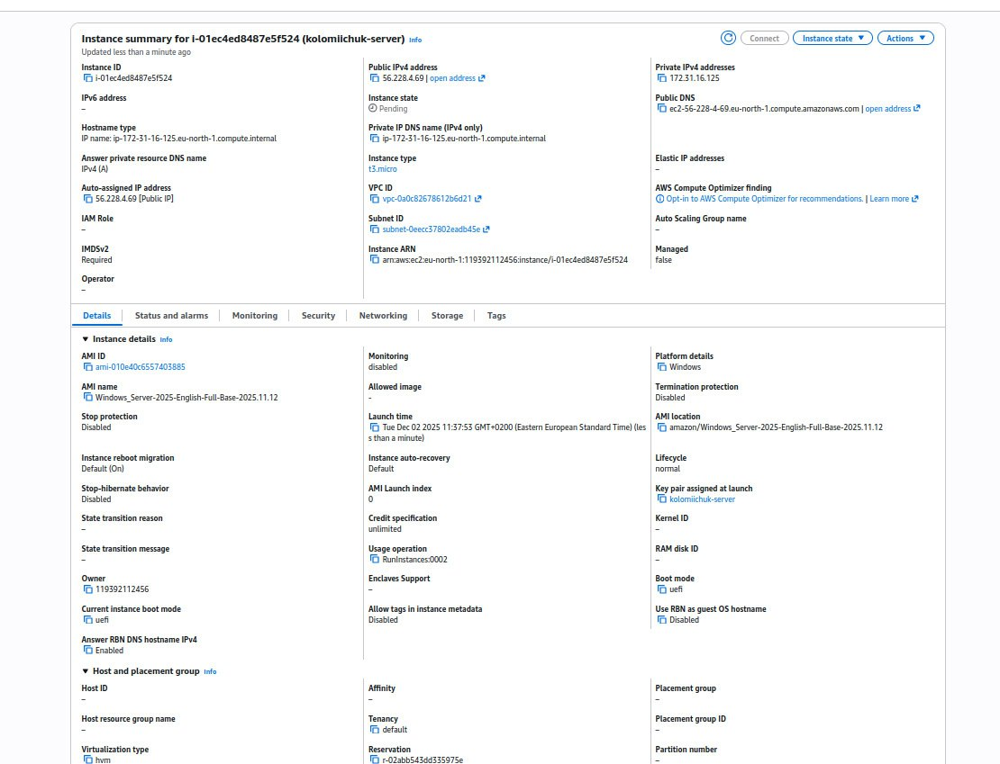 Instance summary for i-01ec4ed8487e5f524 (kolomiichuk-server) Info
Connect
Instance state
Actions
Updated less than a minute ago
Instance ID
i-01ec4ed8487e5f524
Public IPv4 address
56.228.4.69 | open address
Private IPv4 addresses
172.31.16.125
IPv6 address
–
Instance state
Pending
Public DNS
ec2-56-228-4-69.eu-north-1.compute.amazonaws.com | open address
Hostname type
IP name: ip-172-31-16-125.eu-north-1.compute.internal
Private IP DNS name (IPv4 only)
ip-172-31-16-125.eu-north-1.compute.internal
Answer private resource DNS name
IPv4 (A)
Instance type
t3.micro
Elastic IP addresses
–
Auto-assigned IP address
56.228.4.69 [Public IP]
VPC ID
vpc-0a0c82678612b6d21
AWS Compute Optimizer finding
Opt-in to AWS Compute Optimizer for recommendations. | Learn more
IAM Role
–
Subnet ID
subnet-0eecc37802eadb45e
Auto Scaling Group name
–
IMDSv2
Required
Instance ARN
arn:aws:ec2:eu-north-1:119392112456:instance/i-01ec4ed8487e5f524
Managed
false
Operator
–
Details
Status and alarms
Monitoring
Security
Networking
Storage
Tags
Instance details Info
AMI ID
ami-010e40c6557403885
Monitoring
disabled
Platform details
Windows
AMI name
Windows_Server-2025-English-Full-Base-2025.11.12
Allowed image
-
Termination protection
Disabled
Stop protection
Disabled
Launch time
Tue Dec 02 2025 11:37:53 GMT+0200 (Eastern European Standard Time) (les
s than a minute)
AMI location
amazon/Windows_Server-2025-English-Full-Base-2025.11.12
Instance reboot migration
Default (On)
Instance auto-recovery
Default
Lifecycle
normal
Stop-hibernate behavior
Disabled
AMI Launch index
0
Key pair assigned at launch
kolomiichuk-server
State transition reason
–
Credit specification
unlimited
Kernel ID
–
State transition message
–
Usage operation
RunInstances:0002
RAM disk ID
–
Owner
119392112456
Enclaves Support
–
Boot mode
uefi
Current instance boot mode
uefi
Allow tags in instance metadata
Disabled
Use RBN as guest OS hostname
Disabled
Answer RBN DNS hostname IPv4
Enabled
Host and placement group Info
Host ID
–
Affinity
–
Placement group
–
Host resource group name
–
Tenancy
default
Placement group ID
–
Virtualization type
hvm
Reservation
r-02abb543dd335975e
Partition number
–